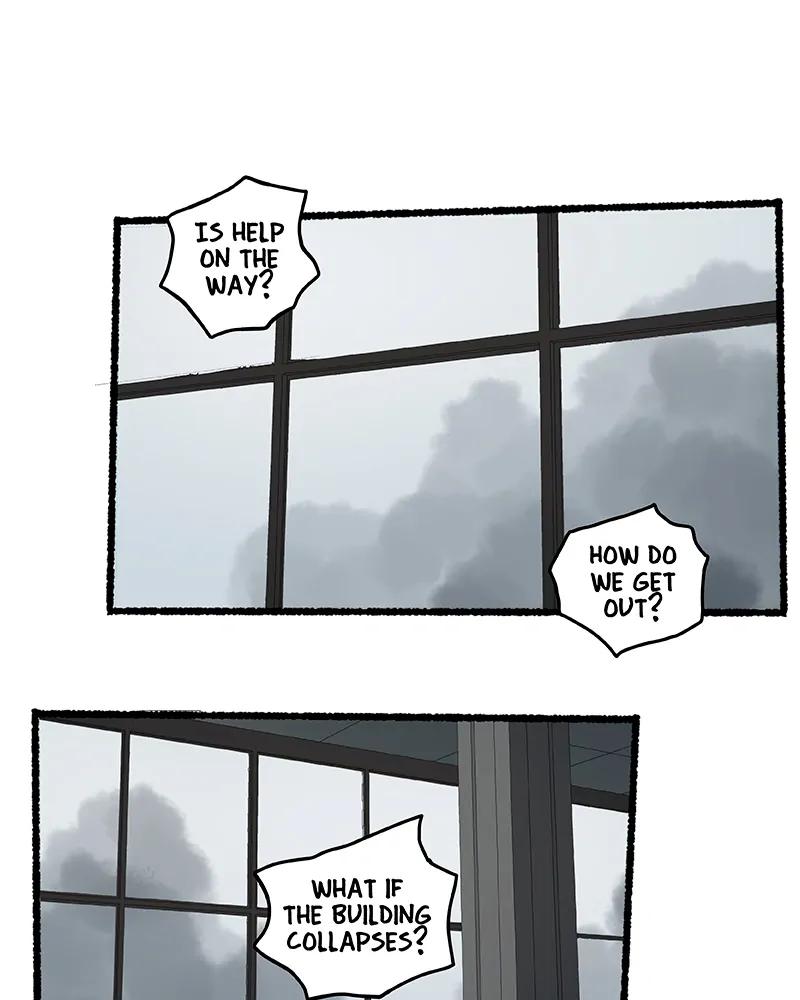 IS HELP
ON THE
WAY?
HOW DO
WE GET
OUT?
WHAT IF
THE BUILDING
COLLAPSES?